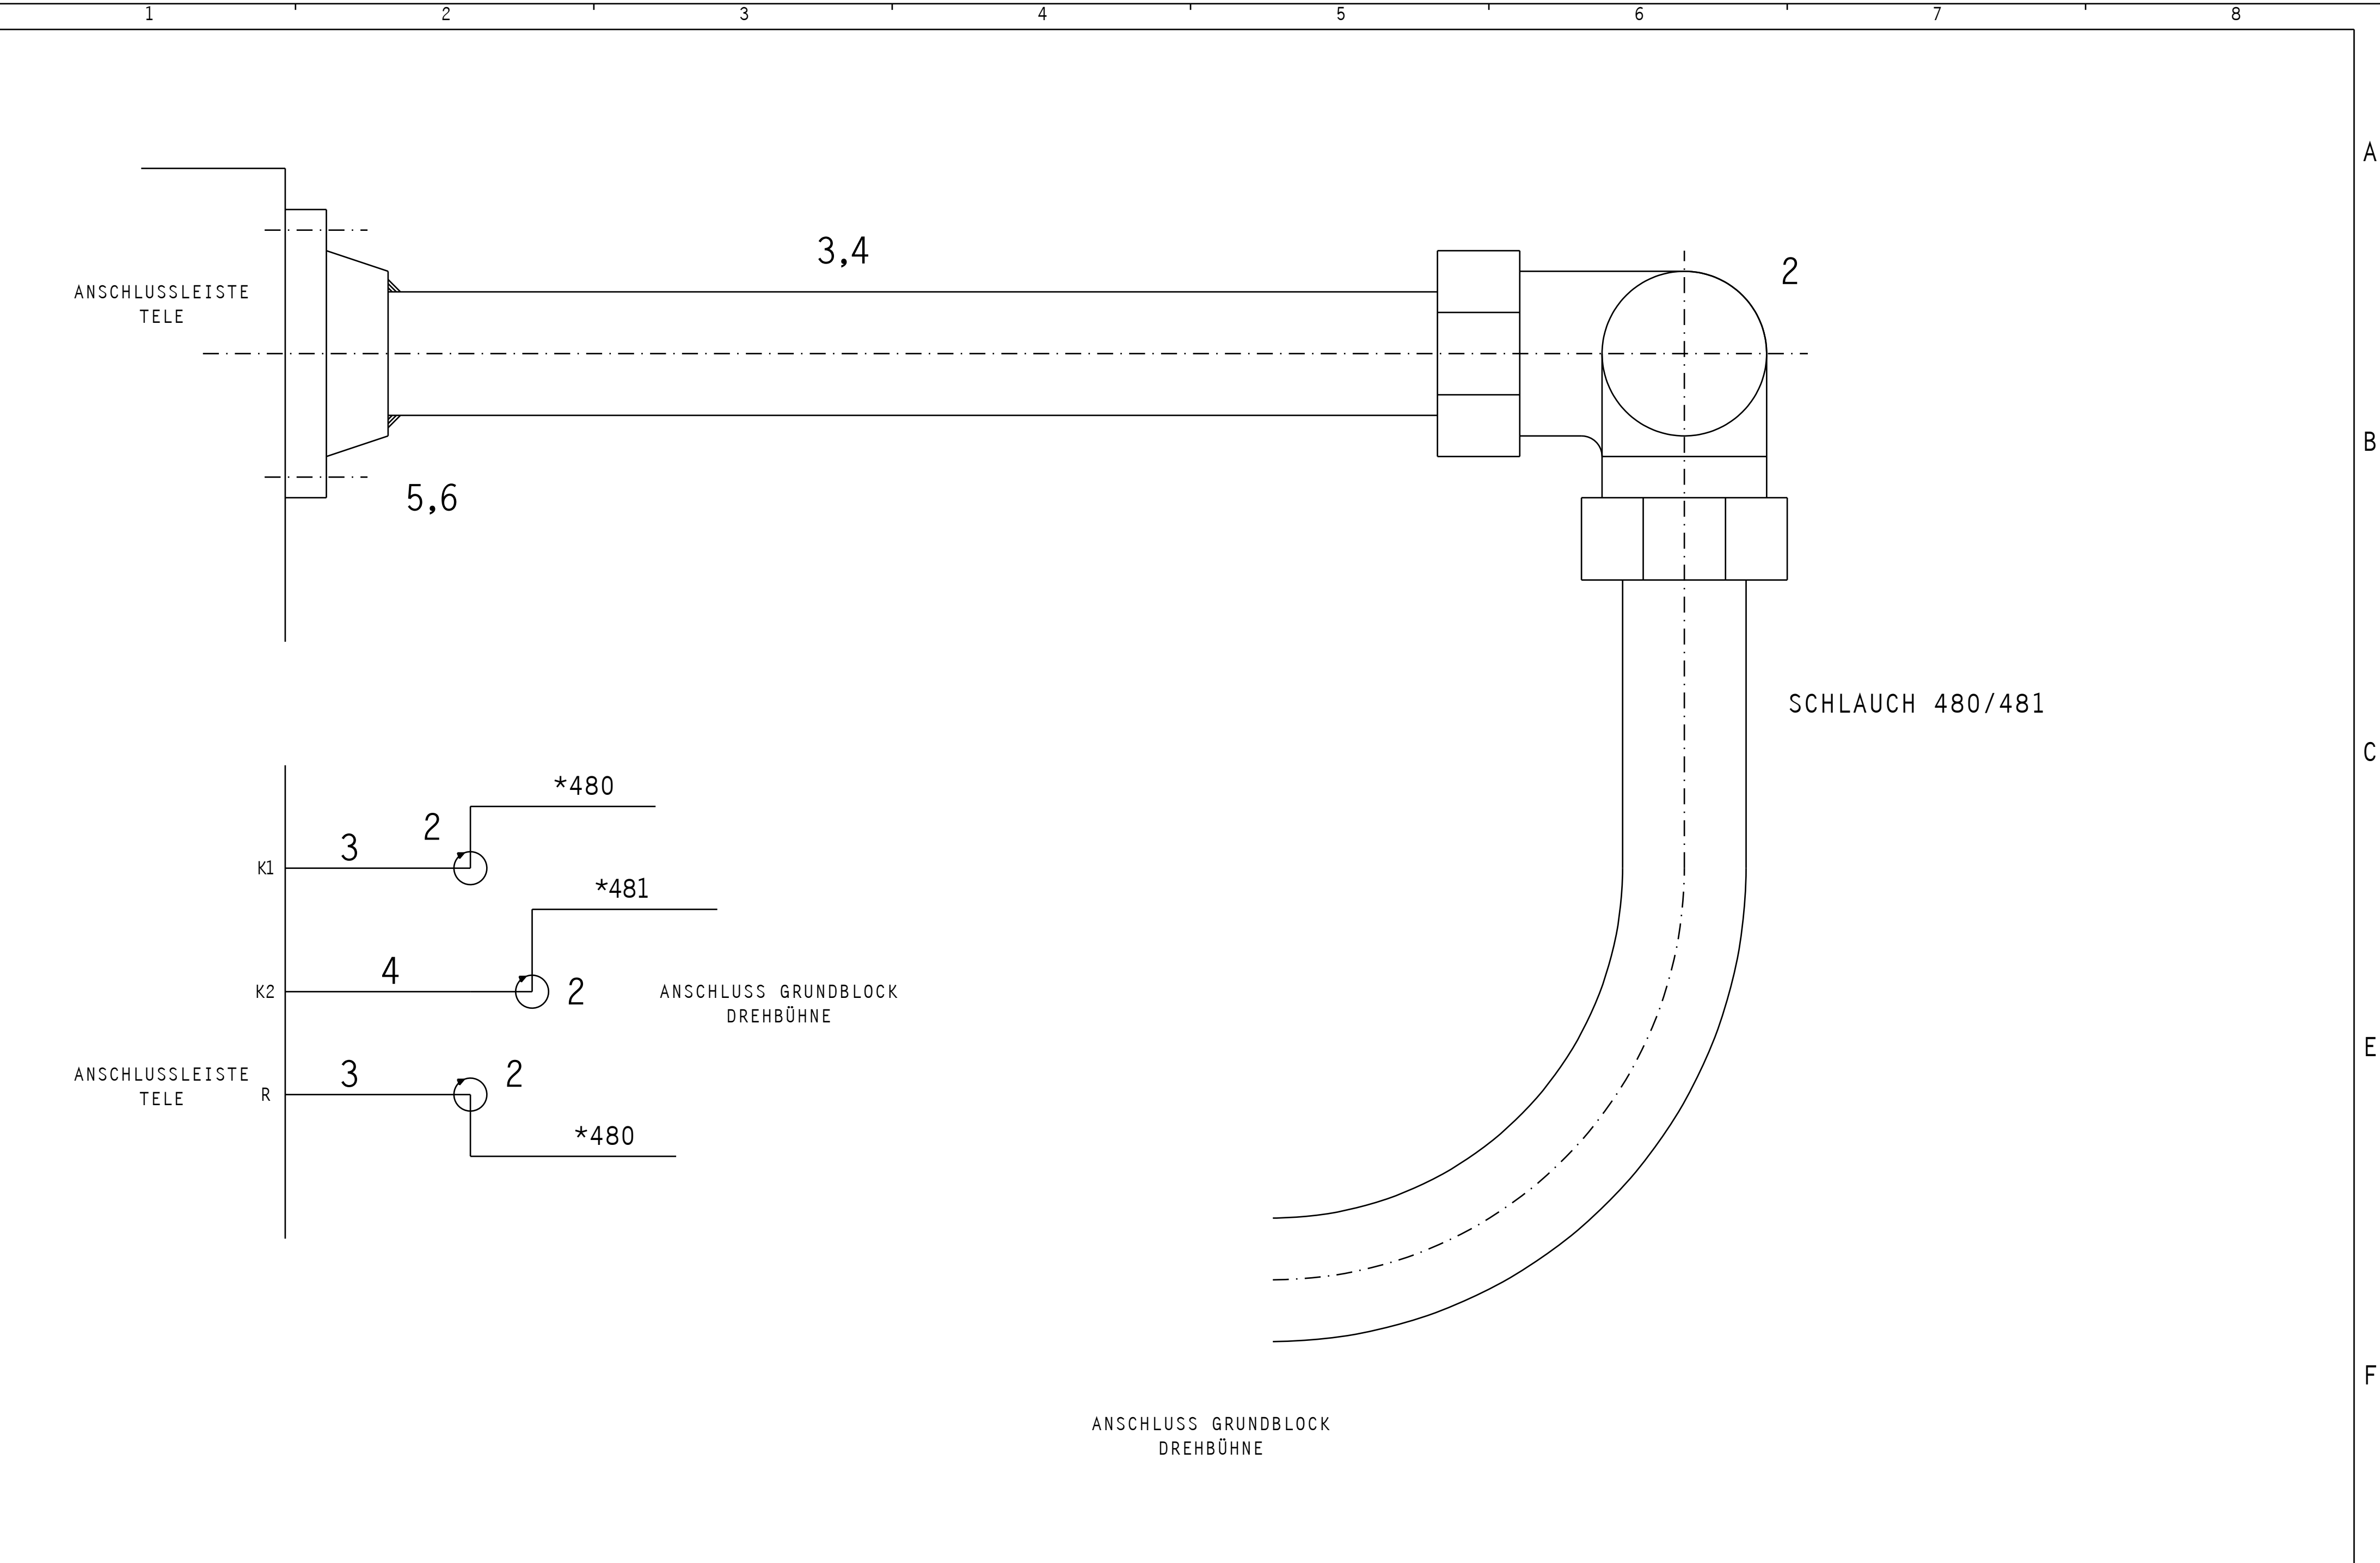 1 2 3 4 5 6 7 8
A
3,4
2
ANSCHLUSSLEISTE
TELE
B
5,6
SCHLAUCH 480/481
C
*480
2
3
K1
*481
4
K2
2
ANSCHLUSS GRUNDBLOCK
DREHBÜHNE
E
ANSCHLUSSLEISTE
TELE
3
2
R
*480
F
ANSCHLUSS GRUNDBLOCK
DREHBÜHNE